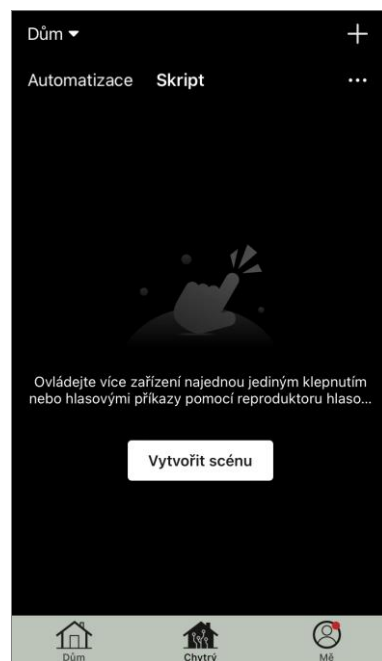 Dům
Automatizace Skript
Ovládejte více zařízení najednou jediným klepnutím
nebo hlasovými příkazy pomocí reproduktoru hlaso...
Vytvořit scénu
Dům Chytrý Mě